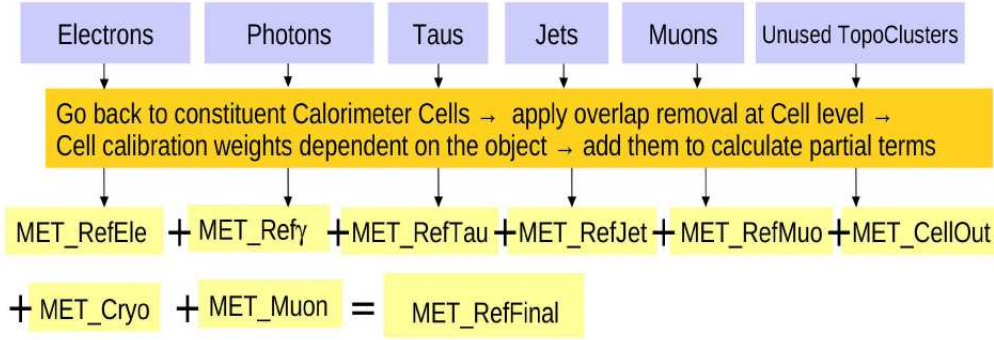 Electrons Photons Taus Jets Muons Unused TopoClusters
Go back to constituent Calorimeter Cells → apply overlap removal at Cell level →
Cell calibration weights dependent on the object → add them to calculate partial terms
MET_RefEle + MET_Refγ + MET_RefTau + MET_RefJet + MET_RefMuo + MET_CellOut
+ MET_Cryo + MET_Muon = MET_RefFinal